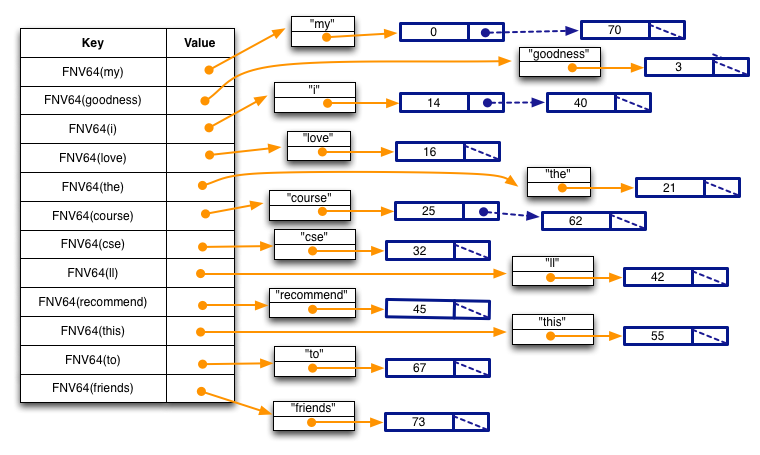 Key Value
FNV64(my) "my" 0 70
FNV64(goodness) "goodness" 3
FNV64(i) "i" 14 40
FNV64(love) "love" 16
FNV64(the) "the" 21
FNV64(course) "course" 25 62
FNV64(cse) "cse" 32
FNV64(ll) "ll" 42
FNV64(recommend) "recommend" 45
FNV64(this) "this" 55
FNV64(to) "to" 67
FNV64(friends) "friends" 73